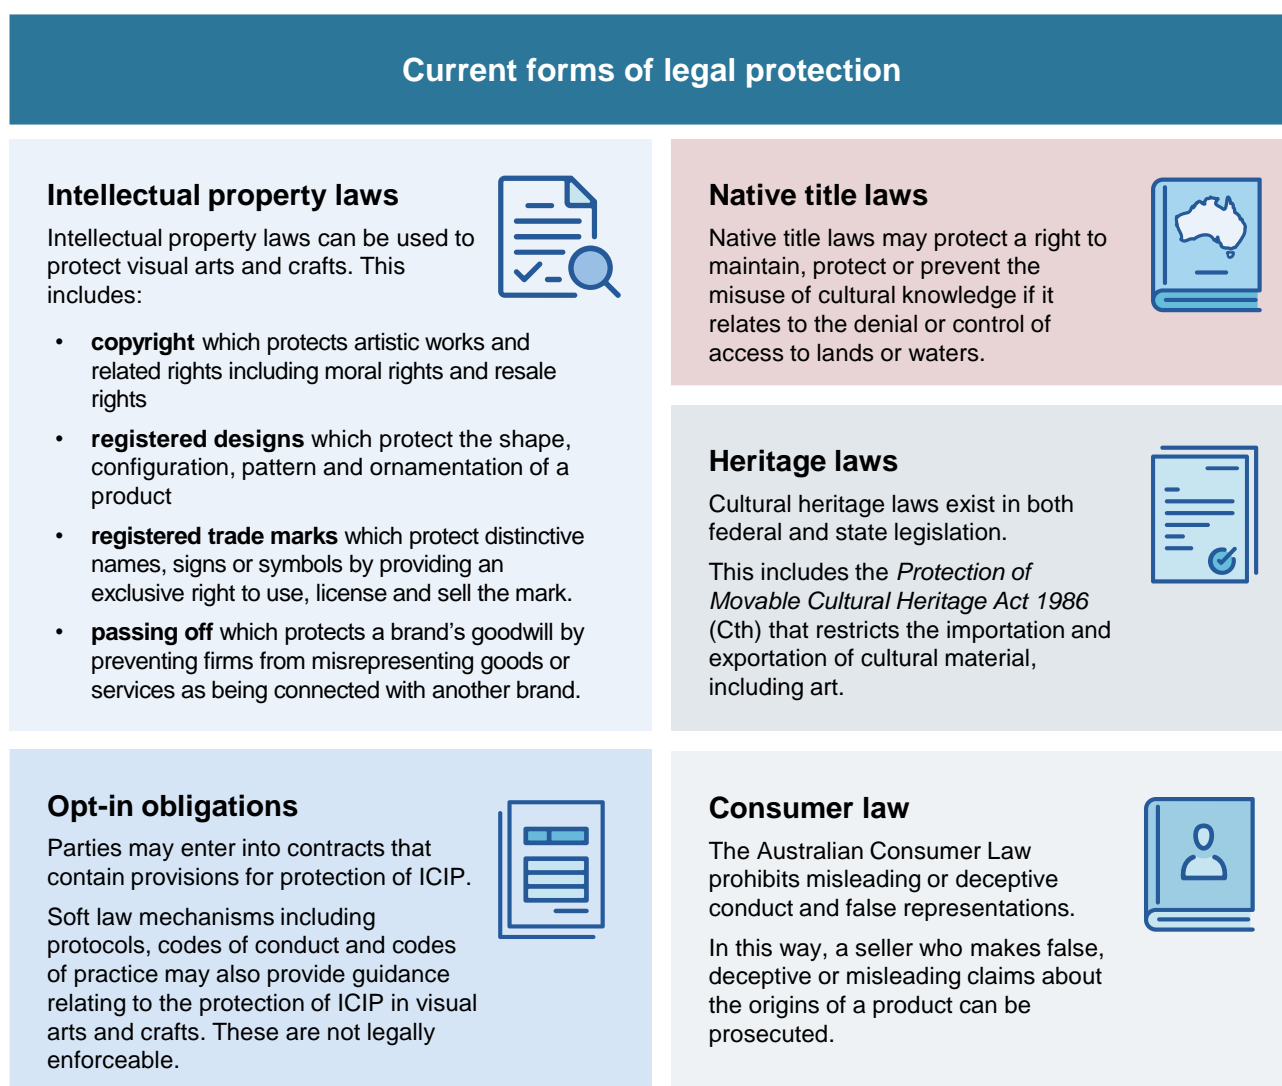 Current forms of legal protection
Intellectual property laws
Intellectual property laws can be used to
protect visual arts and crafts. This
includes:
• copyright which protects artistic works and
related rights including moral rights and resale
rights
• registered designs which protect the shape,
configuration, pattern and ornamentation of a
product
• registered trade marks which protect distinctive
names, signs or symbols by providing an
exclusive right to use, license and sell the mark.
• passing off which protects a brand’s goodwill by
preventing firms from misrepresenting goods or
services as being connected with another brand.
Native title laws
Native title laws may protect a right to
maintain, protect or prevent the
misuse of cultural knowledge if it
relates to the denial or control of
access to lands or waters.
Heritage laws
Cultural heritage laws exist in both
federal and state legislation.
This includes the Protection of
Movable Cultural Heritage Act 1986
(Cth) that restricts the importation and
exportation of cultural material,
including art.
Opt-in obligations
Parties may enter into contracts that
contain provisions for protection of ICIP.
Soft law mechanisms including
protocols, codes of conduct and codes
of practice may also provide guidance
relating to the protection of ICIP in visual
arts and crafts. These are not legally
enforceable.
Consumer law
The Australian Consumer Law
prohibits misleading or deceptive
conduct and false representations.
In this way, a seller who makes false,
deceptive or misleading claims about
the origins of a product can be
prosecuted.